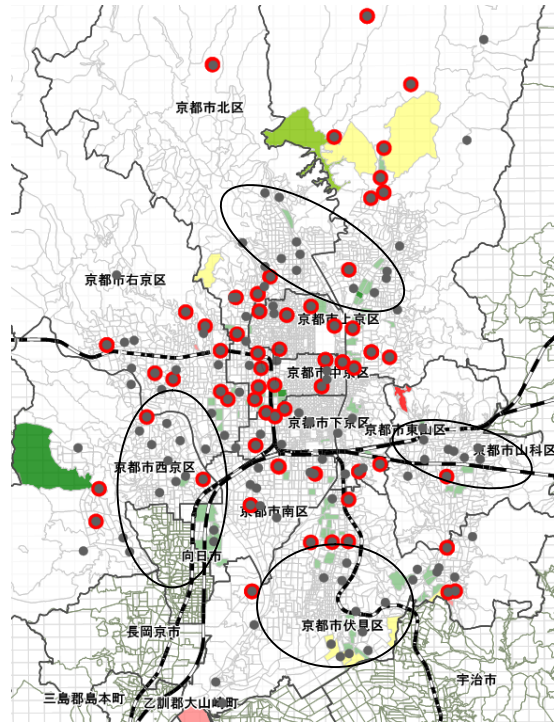 京都市北区
京都市右京区
京都市上京区
京都市中京区
京都市下京区
京都市東山区
京都市山科区
京都市西京区
京都市南区
向日市
京都市伏見区
長岡京市
宇治市
三島郡島本町
乙訓郡大山崎町